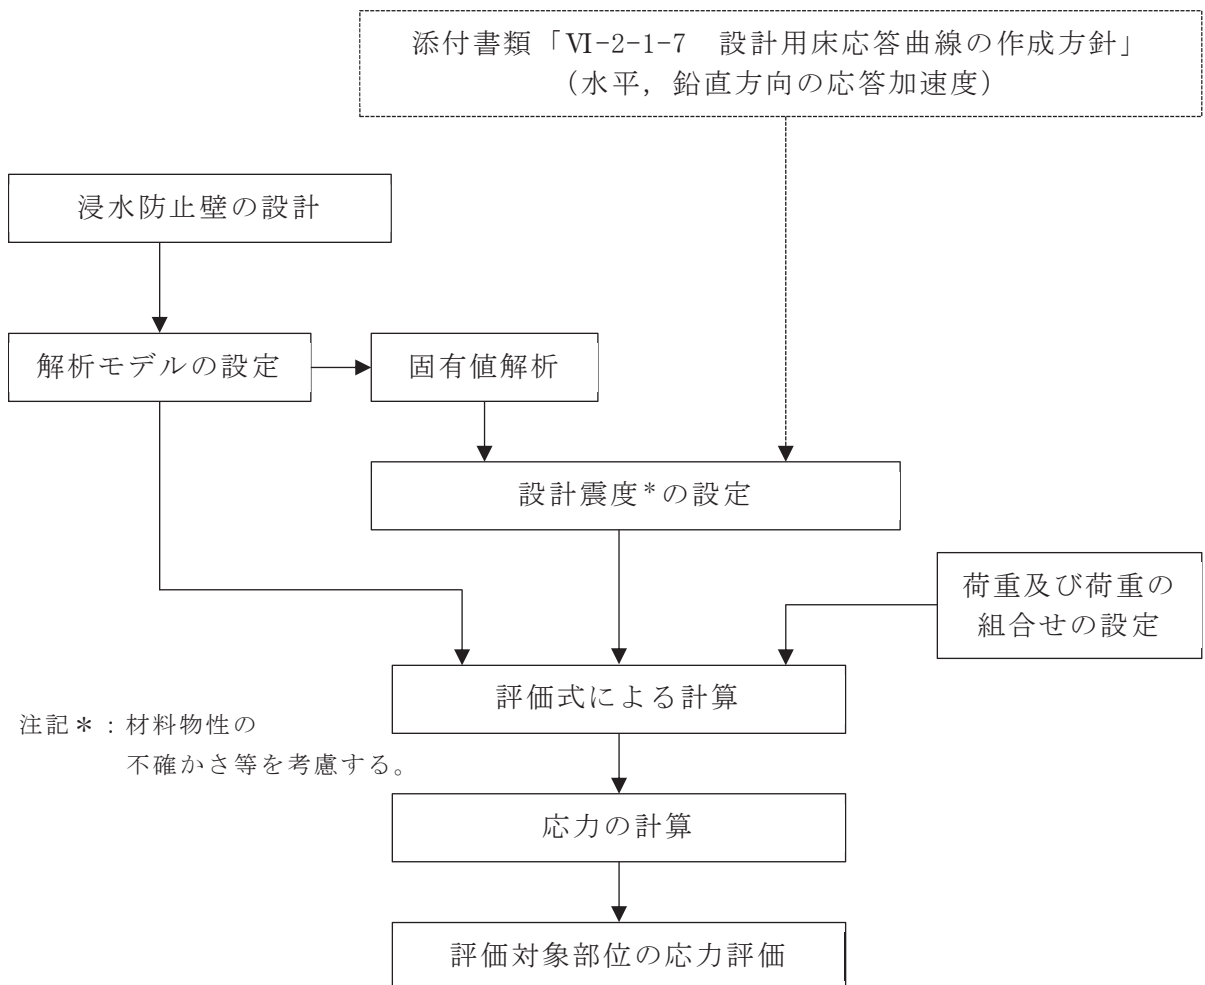 添付書類「Ⅵ-2-1-7　設計用床応答曲線の作成方針」
（水平，鉛直方向の応答加速度）
浸水防止壁の設計
解析モデルの設定
固有値解析
設計震度*の設定
荷重及び荷重の
組合せの設定
評価式による計算
注記＊：材料物性の
不確かさ等を考慮する。
応力の計算
評価対象部位の応力評価